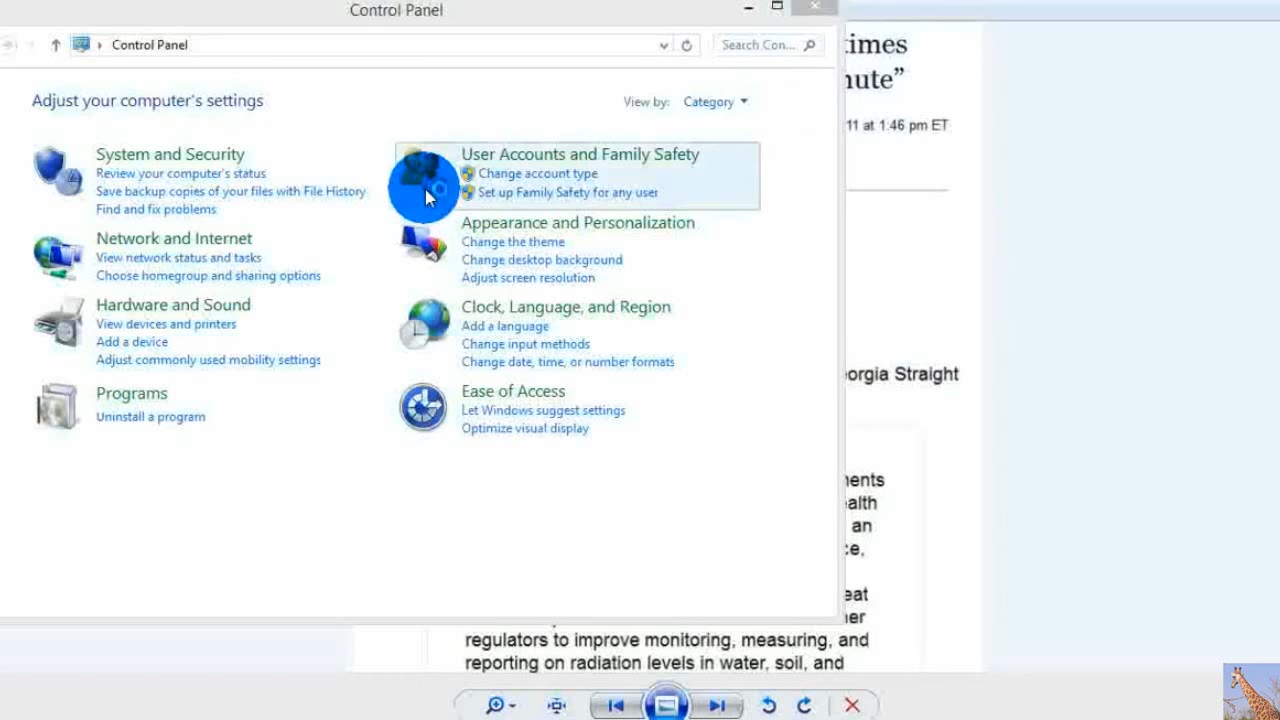 Control Panel
Control Panel
Search Con...
Adjust your computer's settings
View by: Category
System and Security
Review your computer's status
Save backup copies of your files with File History
Find and fix problems
Network and Internet
View network status and tasks
Choose homegroup and sharing options
Hardware and Sound
View devices and printers
Add a device
Adjust commonly used mobility settings
Programs
Uninstall a program
User Accounts and Family Safety
Change account type
Set up Family Safety for any user
Appearance and Personalization
Change the theme
Change desktop background
Adjust screen resolution
Clock, Language, and Region
Add a language
Change input methods
Change date, time, or number formats
Ease of Access
Let Windows suggest settings
Optimize visual display
times
nute”
11 at 1:46 pm ET
orgia Straight
nents
alth
an
ce,
eat
ner
regulators to improve monitoring, measuring, and
reporting on radiation levels in water, soil, and